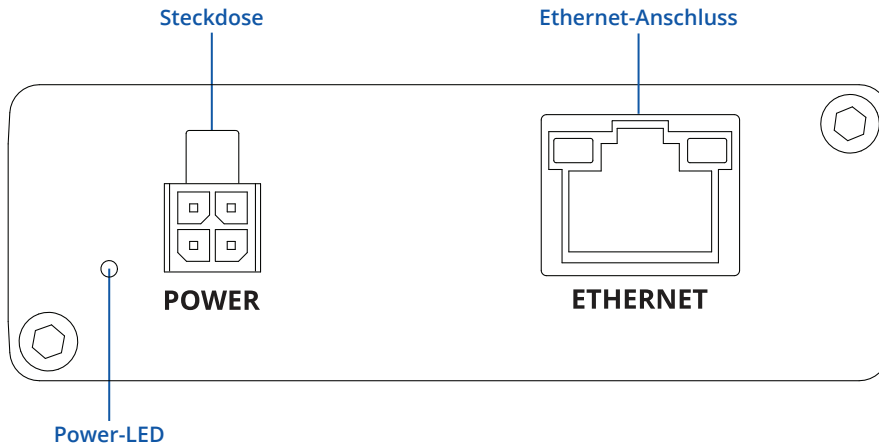 Steckdose
Ethernet-Anschluss
POWER
ETHERNET
Power-LED